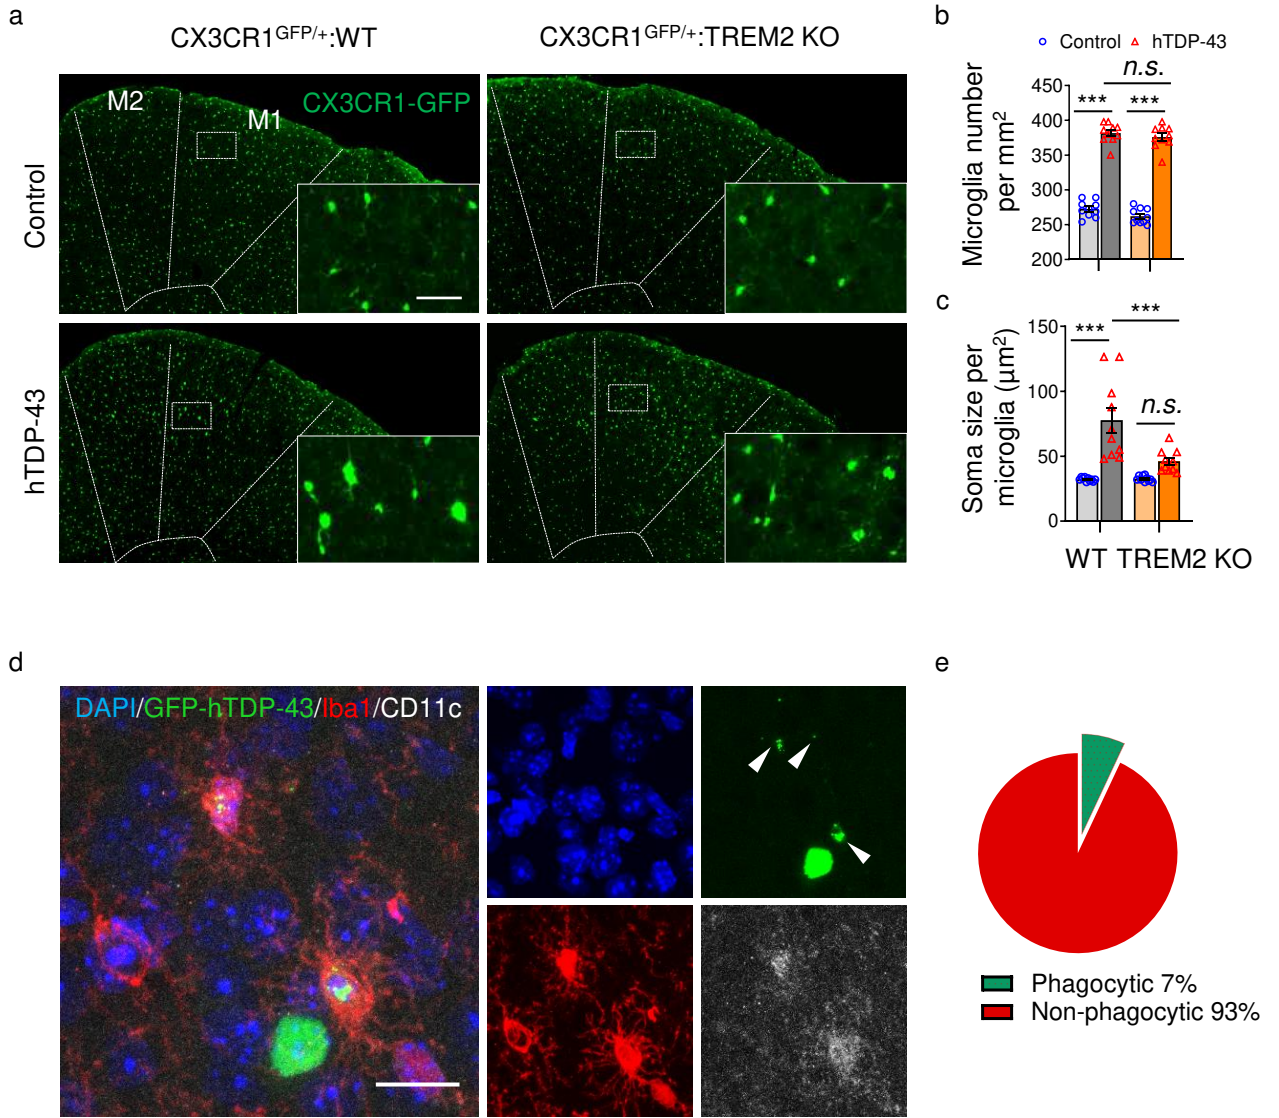 a
CX3CR1GFP/+:WT
CX3CR1GFP/+:TREM2 KO
Control
M2
M1
CX3CR1-GFP
hTDP-43
b
Control
hTDP-43
n.s.
***
***
Microglia number
per mm2
450
400
350
300
250
200
c
***
***
n.s.
Soma size per
microglia (µm2)
150
100
50
0
WT
TREM2 KO
d
DAPI/GFP-hTDP-43/Iba1/CD11c
e
Phagocytic 7%
Non-phagocytic 93%